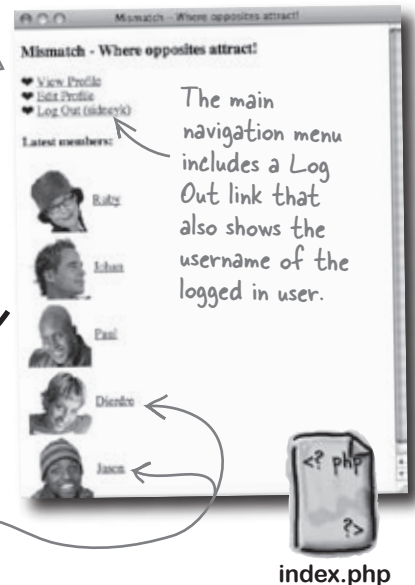 Mismatch - Where opposites attract!
Mismatch - Where opposites attract!
❤ View Profile
❤ Edit Profile
❤ Log Out (sidneyk)
Latest members:
Ruby
Johan
Paul
Dierdre
Jason
The main
navigation menu
includes a Log
Out link that
also shows the
username of the
logged in user.
<? php
?>
index.php